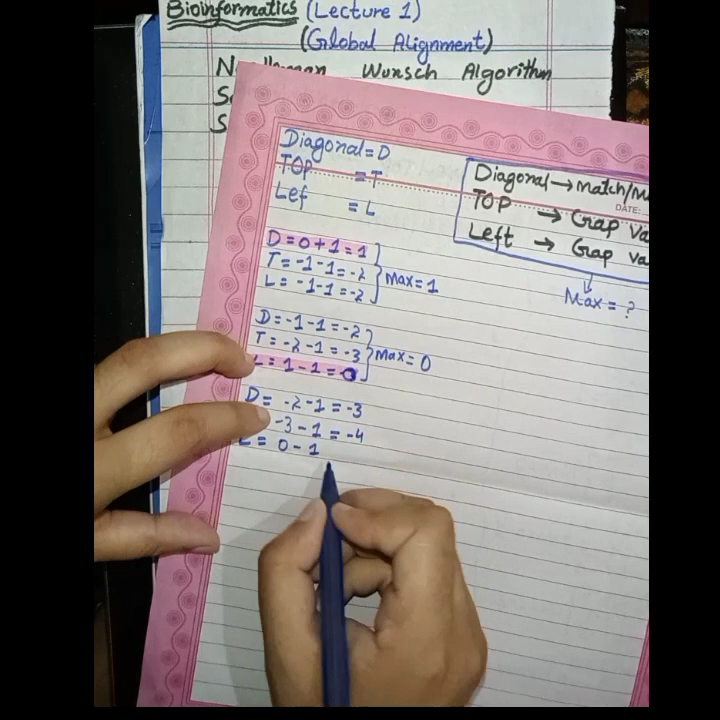 Bioinformatics (Lecture 1)
(Global Alignment)
Wunsch Algorithm
Diagonal = D
TOP = T
Lef = L
Diagonal → Match/M
TOP → Gap Va
Left → Gap Va
DATE:
Max = ?
D = 0 + 1 = 1
T = -1 -1 = -2
L = -1 -1 = -2
Max = 1
D = -1 -1 = -2
T = -2 -1 = -3
L = 1 - 1 = 0
Max = 0
D = -2 -1 = -3
-3 - 1 = -4
L = 0 - 1